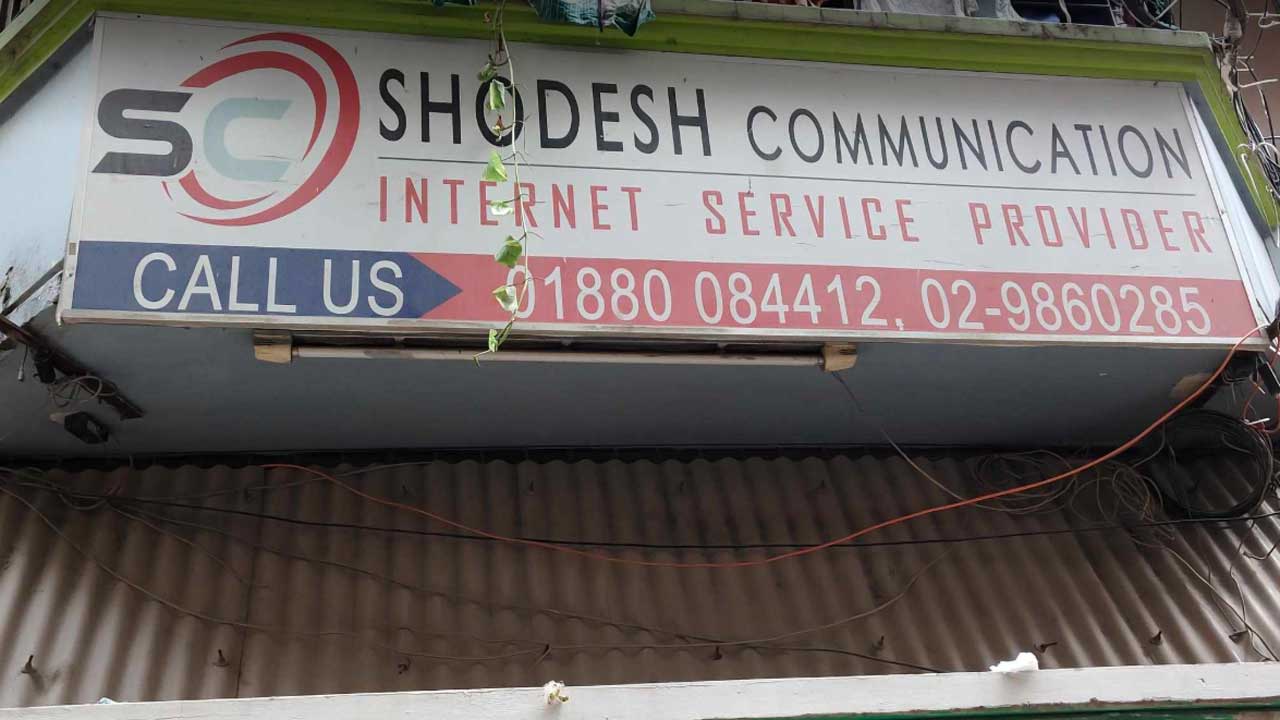 SC
SHODESH COMMUNICATION
INTERNET SERVICE PROVIDER
CALL US 01880 084412, 02-9860285